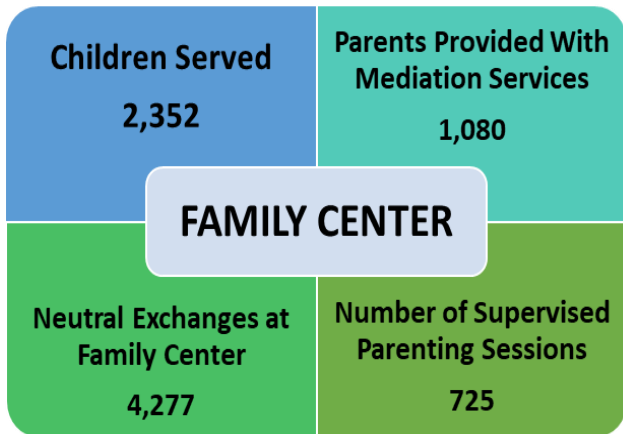 Children Served
2,352
Parents Provided With
Mediation Services
1,080
FAMILY CENTER
Neutral Exchanges at
Family Center
4,277
Number of Supervised
Parenting Sessions
725